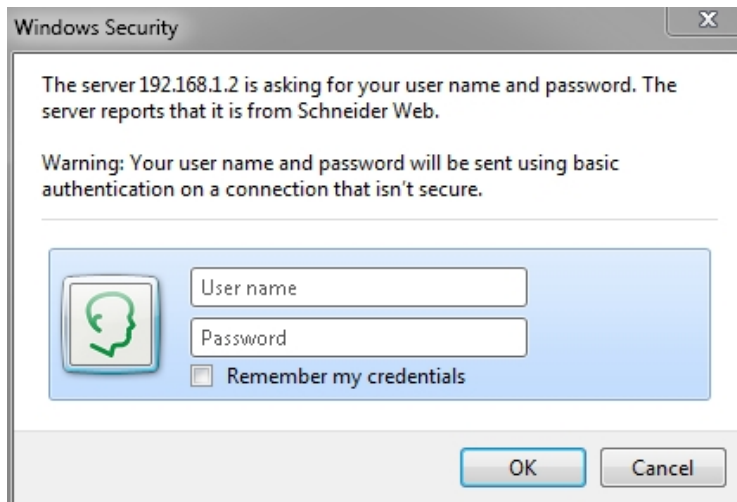 Windows Security
The server 192.168.1.2 is asking for your user name and password. The
server reports that it is from Schneider Web.
Warning: Your user name and password will be sent using basic
authentication on a connection that isn't secure.
User name
Password
Remember my credentials
OK Cancel